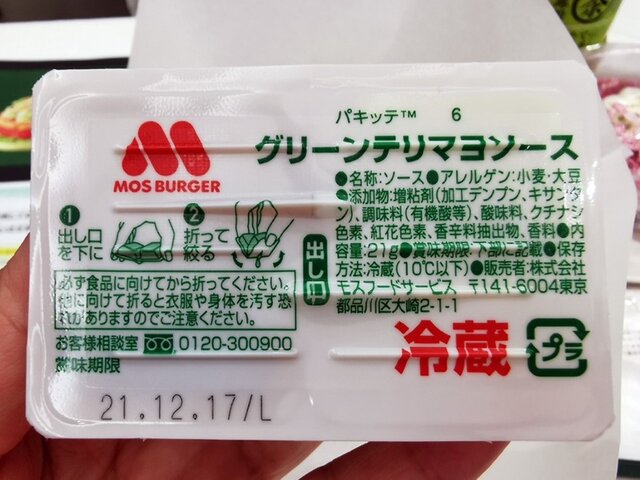 パキッテ™ 6
MOS BURGER
グリーンテリマヨソース
●名称:ソース●アレルゲン:小麦・大豆
●添加物:増粘剤(加工デンプン、キサンタ
ン)、調味料(有機酸等)、酸味料、クチナシ
色素、紅花色素、香辛料抽出物、香料●内
容量:21g●賞味期限:下部に記載●保存
方法:冷蔵(10℃以下)●販売者:株式会社
モスフードサービス 〒141-6004東京
都品川区大崎2-1-1
① 出し口
を下に
② 折って
絞る
出し口
必ず食品に向けてから折ってください。
他に向けて折ると衣服や身体を汚す恐
れがありますのでご注意ください。
お客様相談室 0120-300900
賞味期限
冷蔵
プラ
21.12.17/L